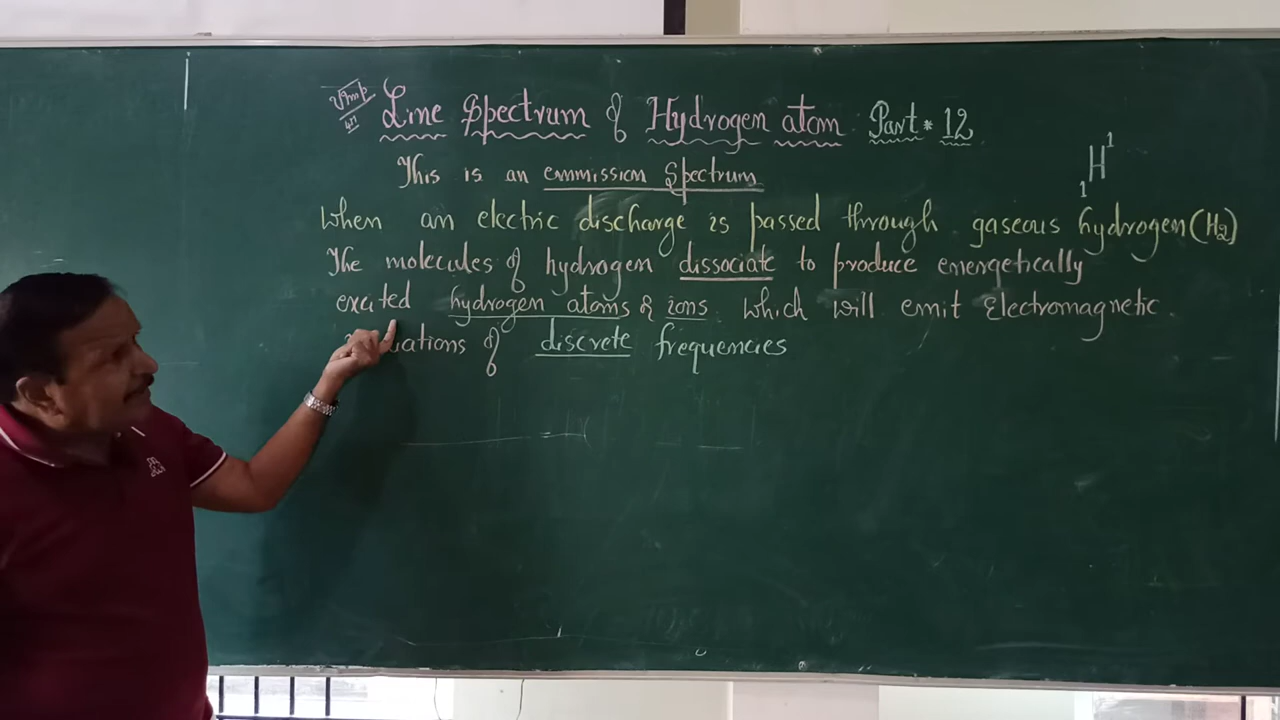 VImp Line Spectrum of Hydrogen atom Part * 12
This is an emmission Spectrum
1H1
When an electric discharge is passed through gaseous hydrogen (H2)
The molecules of hydrogen dissociate to produce energetically
excited hydrogen atoms & ions which will emit Electromagnetic
of discrete frequencies